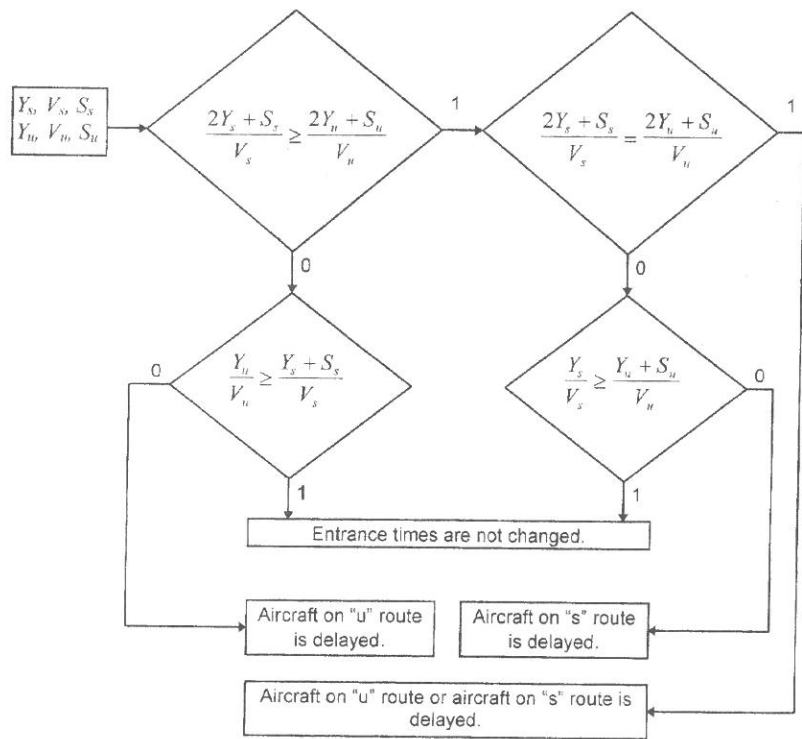 Y_s, V_s, S_s
Y_u, V_u, S_u
(2Y_s + S_s)/V_s ≥ (2Y_u + S_u)/V_u
1
(2Y_s + S_s)/V_s = (2Y_u + S_u)/V_u
1
0
0
0
Y_u/V_u ≥ (Y_s + S_s)/V_s
Y_s/V_s ≥ (Y_u + S_u)/V_u
0
1
1
Entrance times are not changed.
Aircraft on "u" route
is delayed.
Aircraft on "s" route
is delayed.
Aircraft on "u" route or aircraft on "s" route is
delayed.